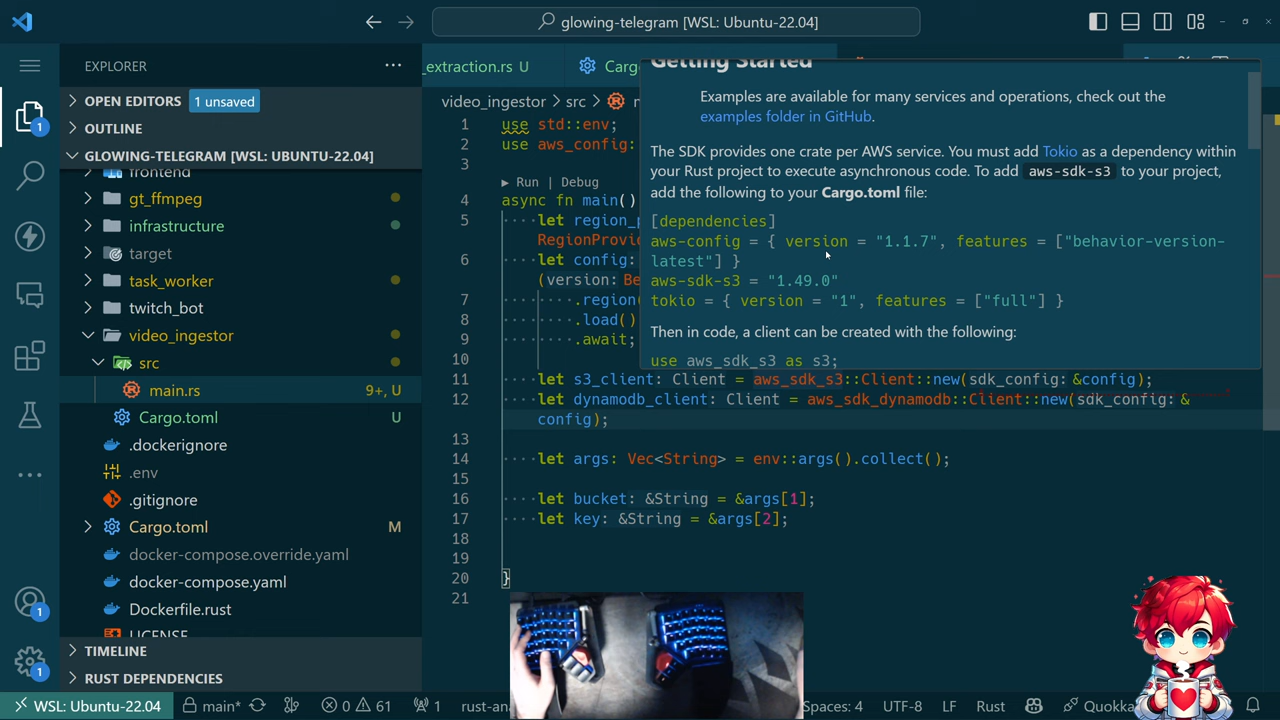 glowing-telegram [WSL: Ubuntu-22.04]
EXPLORER
OPEN EDITORS
1 unsaved
OUTLINE
GLOWING-TELEGRAM [WSL: UBUNTU-22.04]
frontend
gt_ffmpeg
infrastructure
target
task_worker
twitch_bot
video_ingestor
src
main.rs
9+, U
Cargo.toml
U
.dockerignore
.env
.gitignore
Cargo.toml
M
docker-compose.override.yaml
docker-compose.yaml
Dockerfile.rust
LICENSE
TIMELINE
RUST DEPENDENCIES
_extraction.rs U
video_ingestor > src >
1 use std::env;
2 use aws_config:
3
▶ Run | Debug
4 async fn main()
5 ····let region_
RegionProvi
6 ····let config:
(version: Be
7 .region(
8 .load()
9 .await;
10
11 ····let s3_client: Client = aws_sdk_s3::Client::new(sdk_config: &config);
12 ····let dynamodb_client: Client = aws_sdk_dynamodb::Client::new(sdk_config: &
config);
13
14 ····let args: Vec<String> = env::args().collect();
15
16 ····let bucket: &String = &args[1];
17 ····let key: &String = &args[2];
18
19
20 }
21
Getting Started
Examples are available for many services and operations, check out the
examples folder in GitHub.
The SDK provides one crate per AWS service. You must add Tokio as a dependency within
your Rust project to execute asynchronous code. To add aws-sdk-s3 to your project,
add the following to your Cargo.toml file:
[dependencies]
aws-config = { version = "1.1.7", features = ["behavior-version-
latest"] }
aws-sdk-s3 = "1.49.0"
tokio = { version = "1", features = ["full"] }
Then in code, a client can be created with the following:
use aws_sdk_s3 as s3;
WSL: Ubuntu-22.04
main*
0
61
1
Spaces: 4
UTF-8
LF
Rust